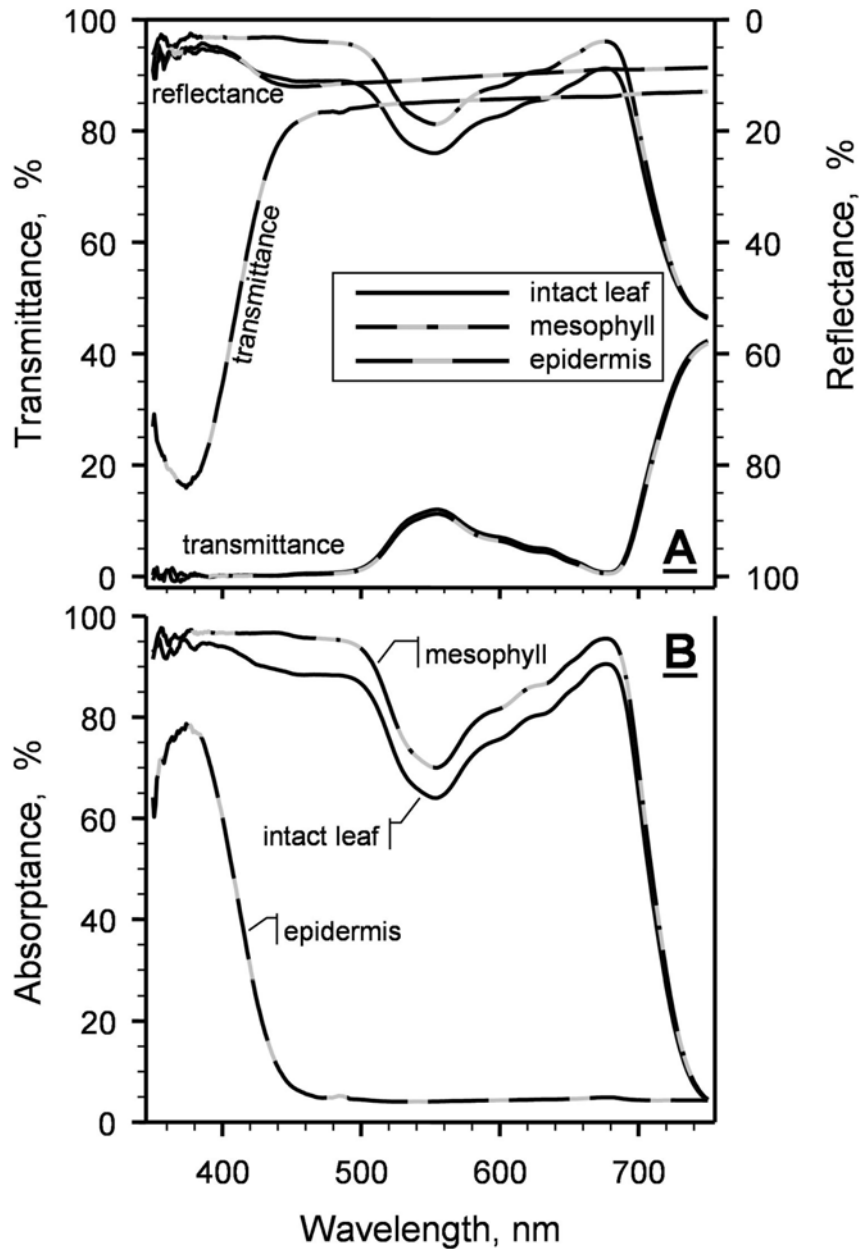 100
80
60
40
20
0
Transmittance, %
0
20
40
60
80
100
Reflectance, %
reflectance
transmittance
intact leaf
mesophyll
epidermis
transmittance
A
100
80
60
40
20
0
Absorptance, %
B
mesophyll
intact leaf
epidermis
400 500 600 700
Wavelength, nm